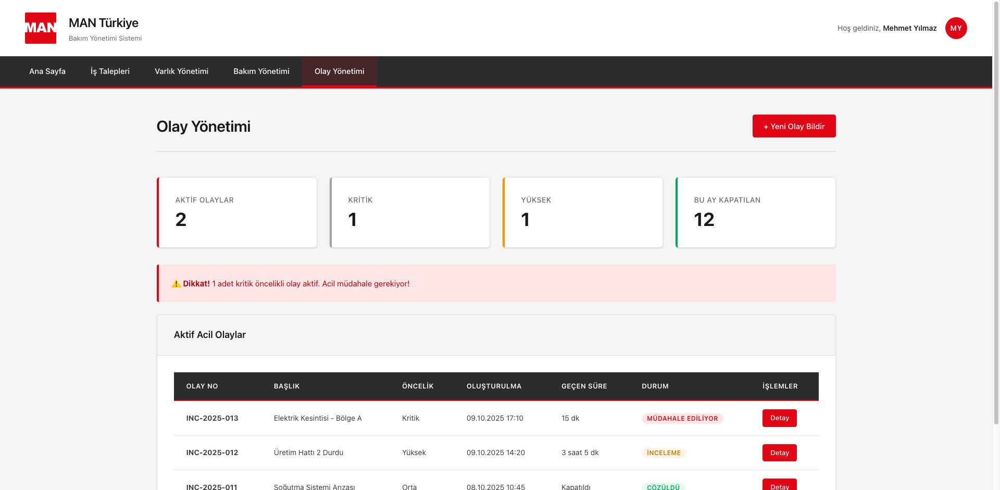 MAN
MAN Türkiye
Bakım Yönetimi Sistemi
Hoş geldiniz, Mehmet Yılmaz
MY
Ana Sayfa
İş Talepleri
Varlık Yönetimi
Bakım Yönetimi
Olay Yönetimi
Olay Yönetimi
+ Yeni Olay Bildir
AKTİF OLAYLAR
2
KRİTİK
1
YÜKSEK
1
BU AY KAPATILAN
12
⚠️ Dikkat! 1 adet kritik öncelikli olay aktif. Acil müdahale gerekiyor!
Aktif Acil Olaylar
OLAY NO BAŞLIK ÖNCELİK OLUŞTURULMA GEÇEN SÜRE DURUM İŞLEMLER
INC-2025-013 Elektrik Kesintisi - Bölge A Kritik 09.10.2025 17:10 15 dk MÜDAHALE EDİLİYOR Detay
INC-2025-012 Üretim Hattı 2 Durdu Yüksek 09.10.2025 14:20 3 saat 5 dk İNCELEME Detay
INC-2025-011 Soğutma Sistemi Arızası Orta 08.10.2025 10:45 Kapatıldı ÇÖZÜLDÜ Detay